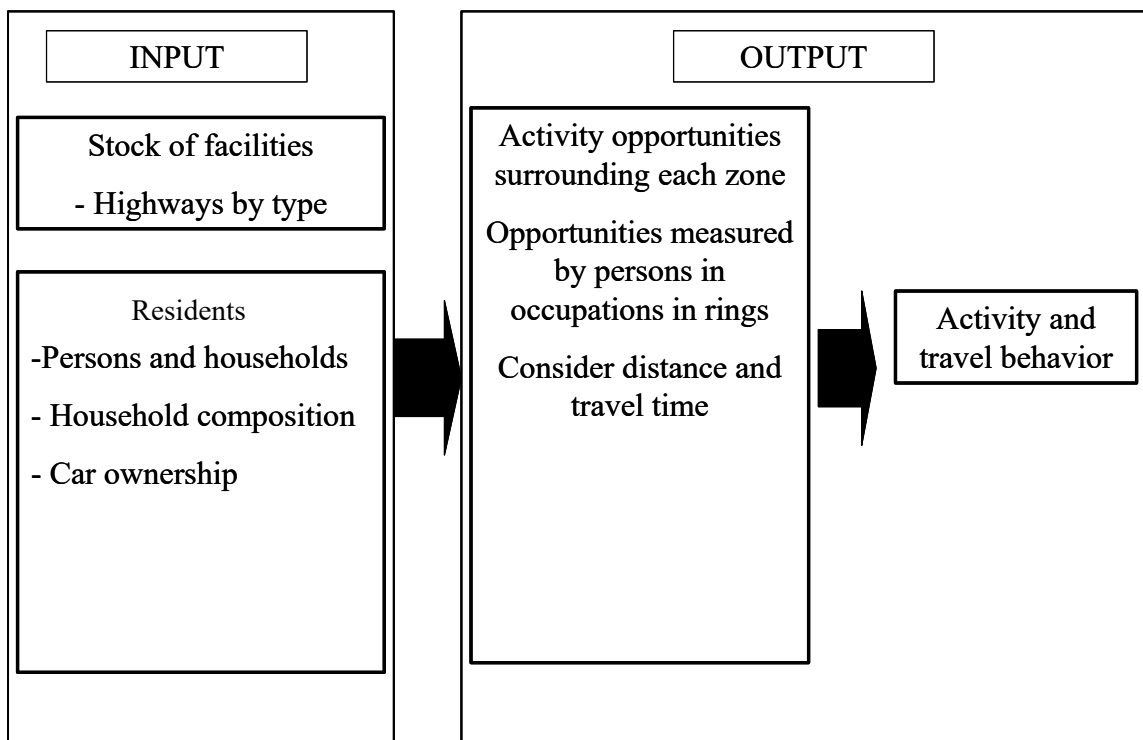 INPUT
Stock of facilities
- Highways by type
Residents
-Persons and households
- Household composition
- Car ownership
OUTPUT
Activity opportunities
surrounding each zone
Opportunities measured
by persons in
occupations in rings
Consider distance and
travel time
Activity and
travel behavior